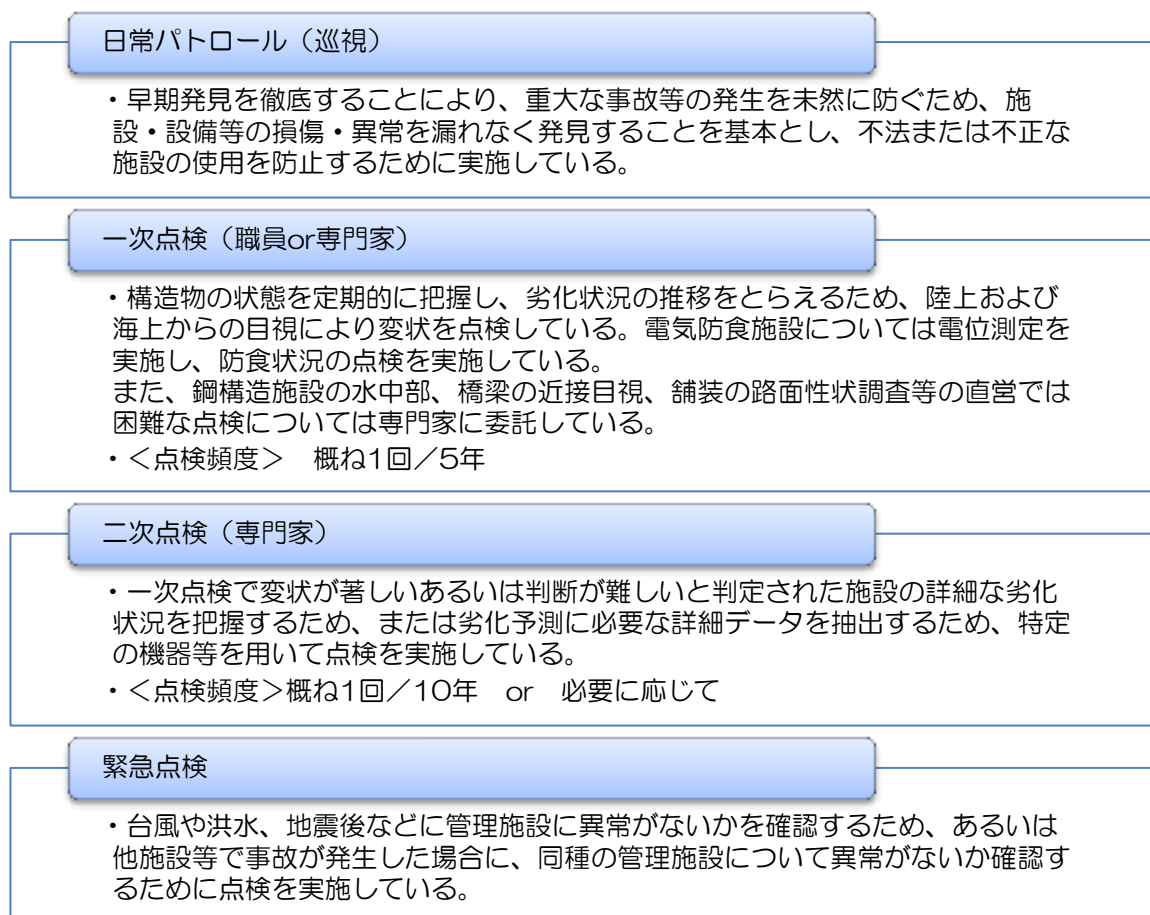 日常パトロール（巡視）
・早期発見を徹底することにより、重大な事故等の発生を未然に防ぐため、施
設・設備等の損傷・異常を漏れなく発見することを基本とし、不法または不正な
施設の使用を防止するために実施している。
一次点検（職員or専門家）
・構造物の状態を定期的に把握し、劣化状況の推移をとらえるため、陸上および
海上からの目視により変状を点検している。電気防食施設については電位測定を
実施し、防食状況の点検を実施している。
また、鋼構造施設の水中部、橋梁の近接目視、舗装の路面性状調査等の直営では
困難な点検については専門家に委託している。
・＜点検頻度＞　概ね1回／5年
二次点検（専門家）
・一次点検で変状が著しいあるいは判断が難しいと判定された施設の詳細な劣化
状況を把握するため、または劣化予測に必要な詳細データを抽出するため、特定
の機器等を用いて点検を実施している。
・＜点検頻度＞概ね1回／10年　or　必要に応じて
緊急点検
・台風や洪水、地震後などに管理施設に異常がないかを確認するため、あるいは
他施設等で事故が発生した場合に、同種の管理施設について異常がないか確認す
るために点検を実施している。